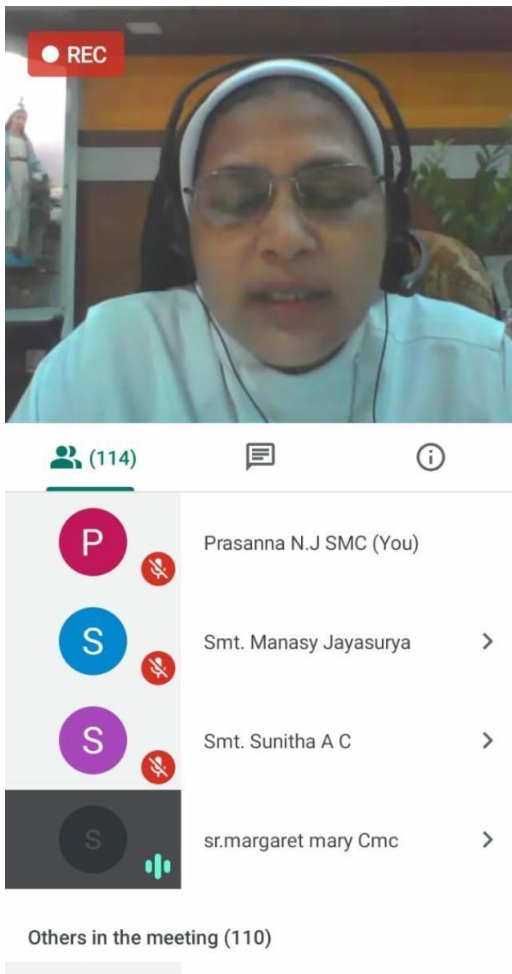 REC
(114)
P
Prasanna N.J SMC (You)
S
Smt. Manasy Jayasurya
S
Smt. Sunitha A C
S
sr.margaret mary Cmc
Others in the meeting (110)